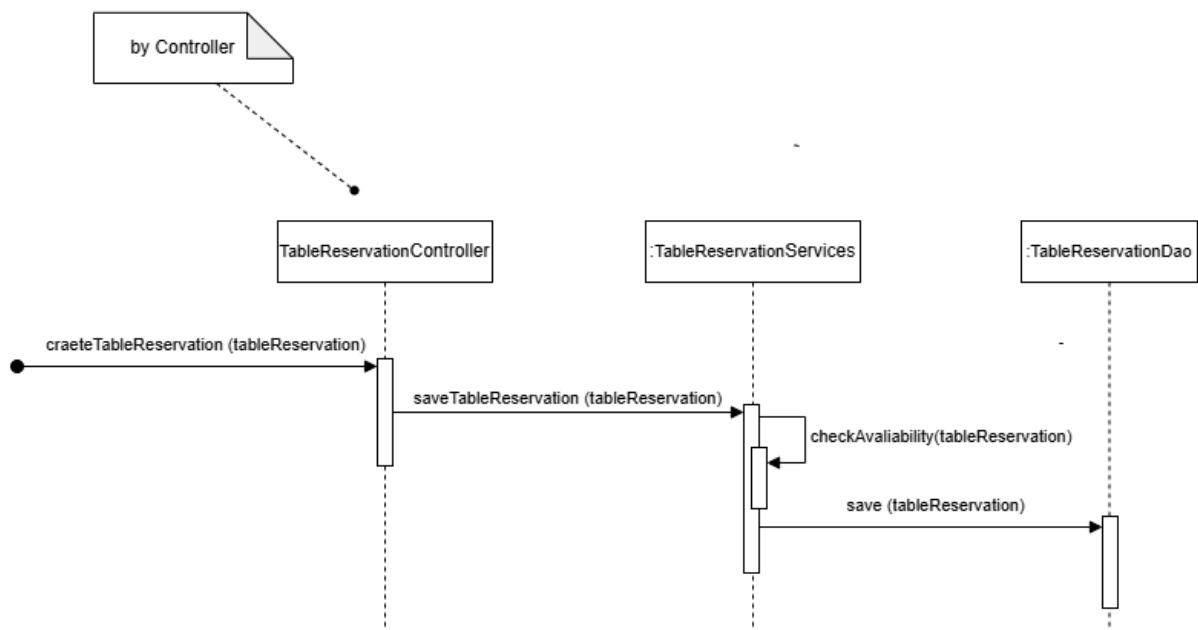 by Controller
TableReservationController
:TableReservationServices
:TableReservationDao
craeteTableReservation (tableReservation)
saveTableReservation (tableReservation)
checkAvaliability(tableReservation)
save (tableReservation)